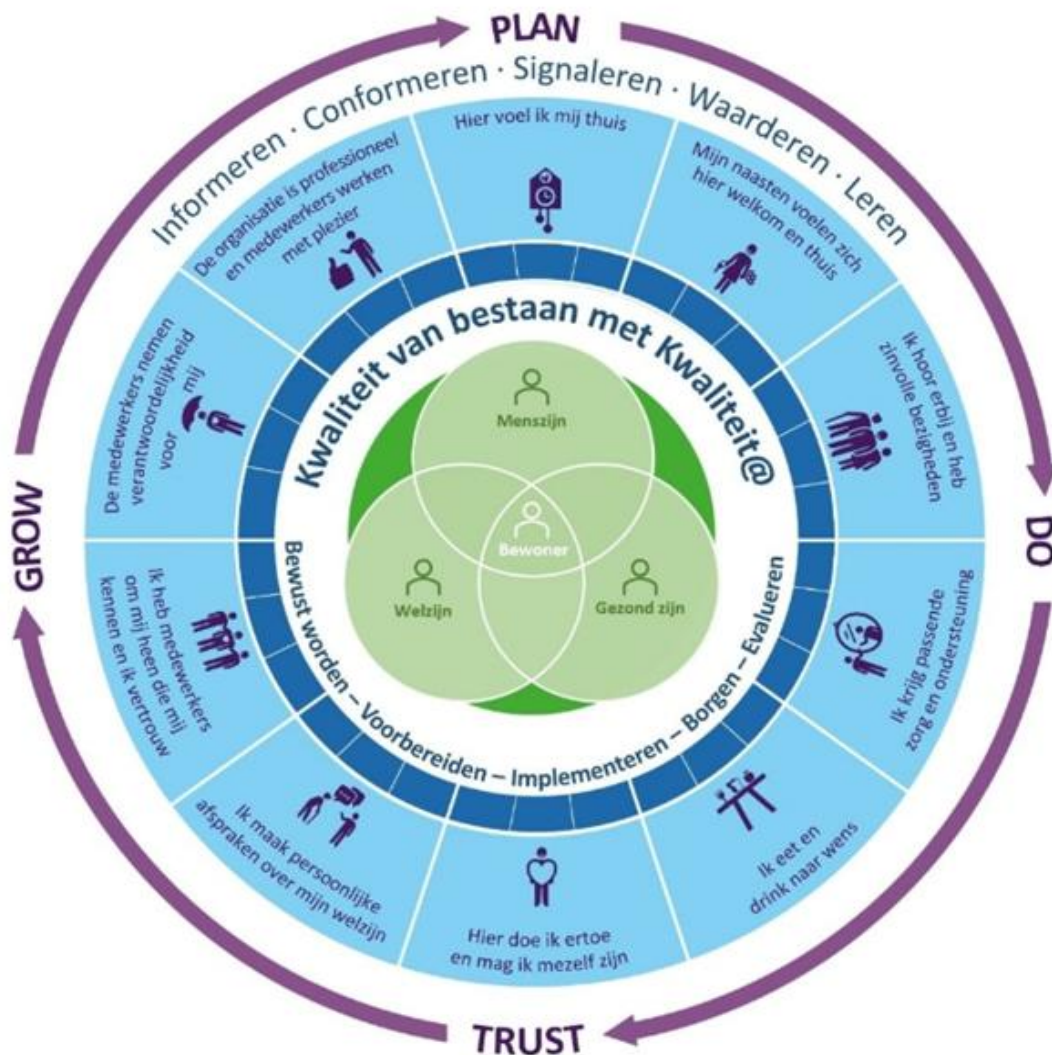 PLAN
Informeren · Conformeren · Signaleren · Waarderen · Leren
Hier voel ik mij thuis
Mijn naasten voelen zich
hier welkom en thuis
Ik hoor erbij en heb
zinvolle bezigheden
DO
Ik krijg passende
zorg en ondersteuning
Ik eet en
drink naar wens
Hier doe ik ertoe
en mag ik mezelf zijn
TRUST
Ik maak persoonlijke
afspraken over mijn welzijn
Ik heb medewerkers
om mij heen die mij
kennen en ik vertrouw
GROW
De medewerkers nemen
verantwoordelijkheid
voor mij
De organisatie is professioneel
en medewerkers werken
met plezier
Kwaliteit van bestaan met Kwaliteit@
Menszijn
Bewoner
Welzijn
Gezond zijn
Bewust worden – Voorbereiden – Implementeren – Borgen – Evalueren